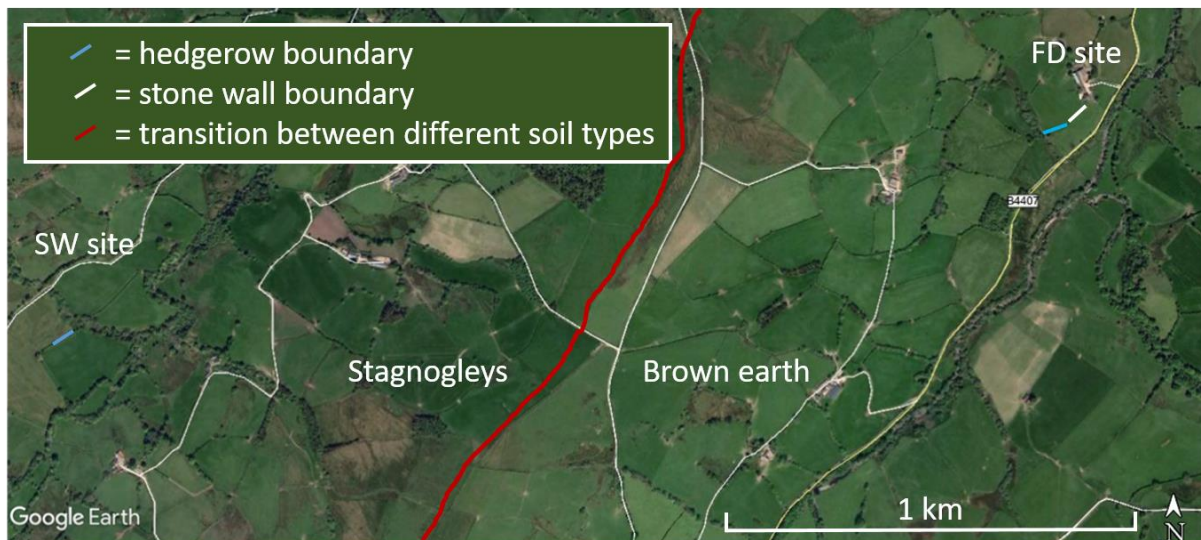 = hedgerow boundary
= stone wall boundary
= transition between different soil types
FD site
B4407
SW site
Stagnogleys
Brown earth
1 km
Google Earth
N